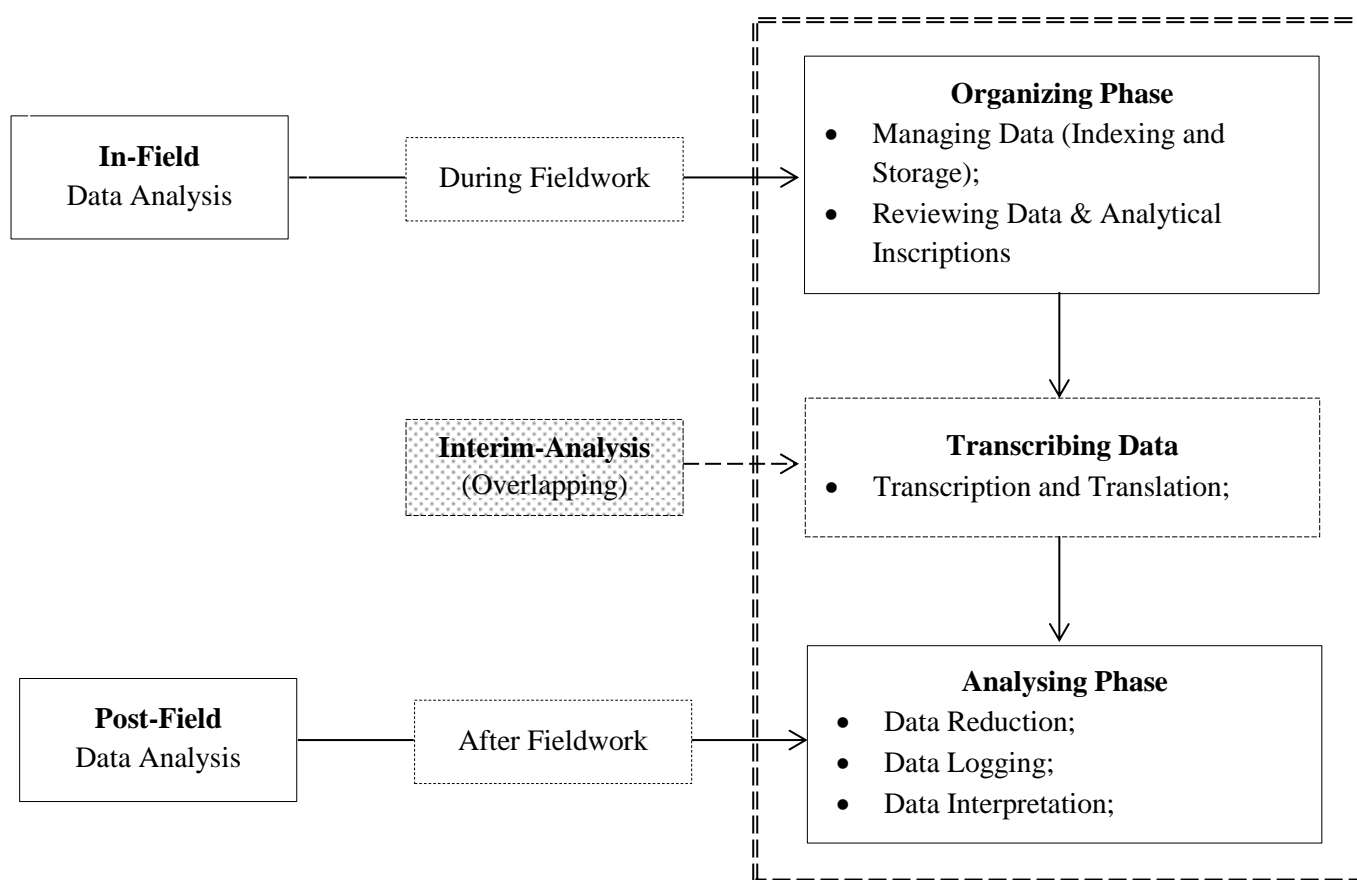 Organizing Phase
• Managing Data (Indexing and
Storage);
• Reviewing Data & Analytical
Inscriptions
In-Field
Data Analysis
During Fieldwork
Interim-Analysis
(Overlapping)
Transcribing Data
• Transcription and Translation;
Post-Field
Data Analysis
After Fieldwork
Analysing Phase
• Data Reduction;
• Data Logging;
• Data Interpretation;